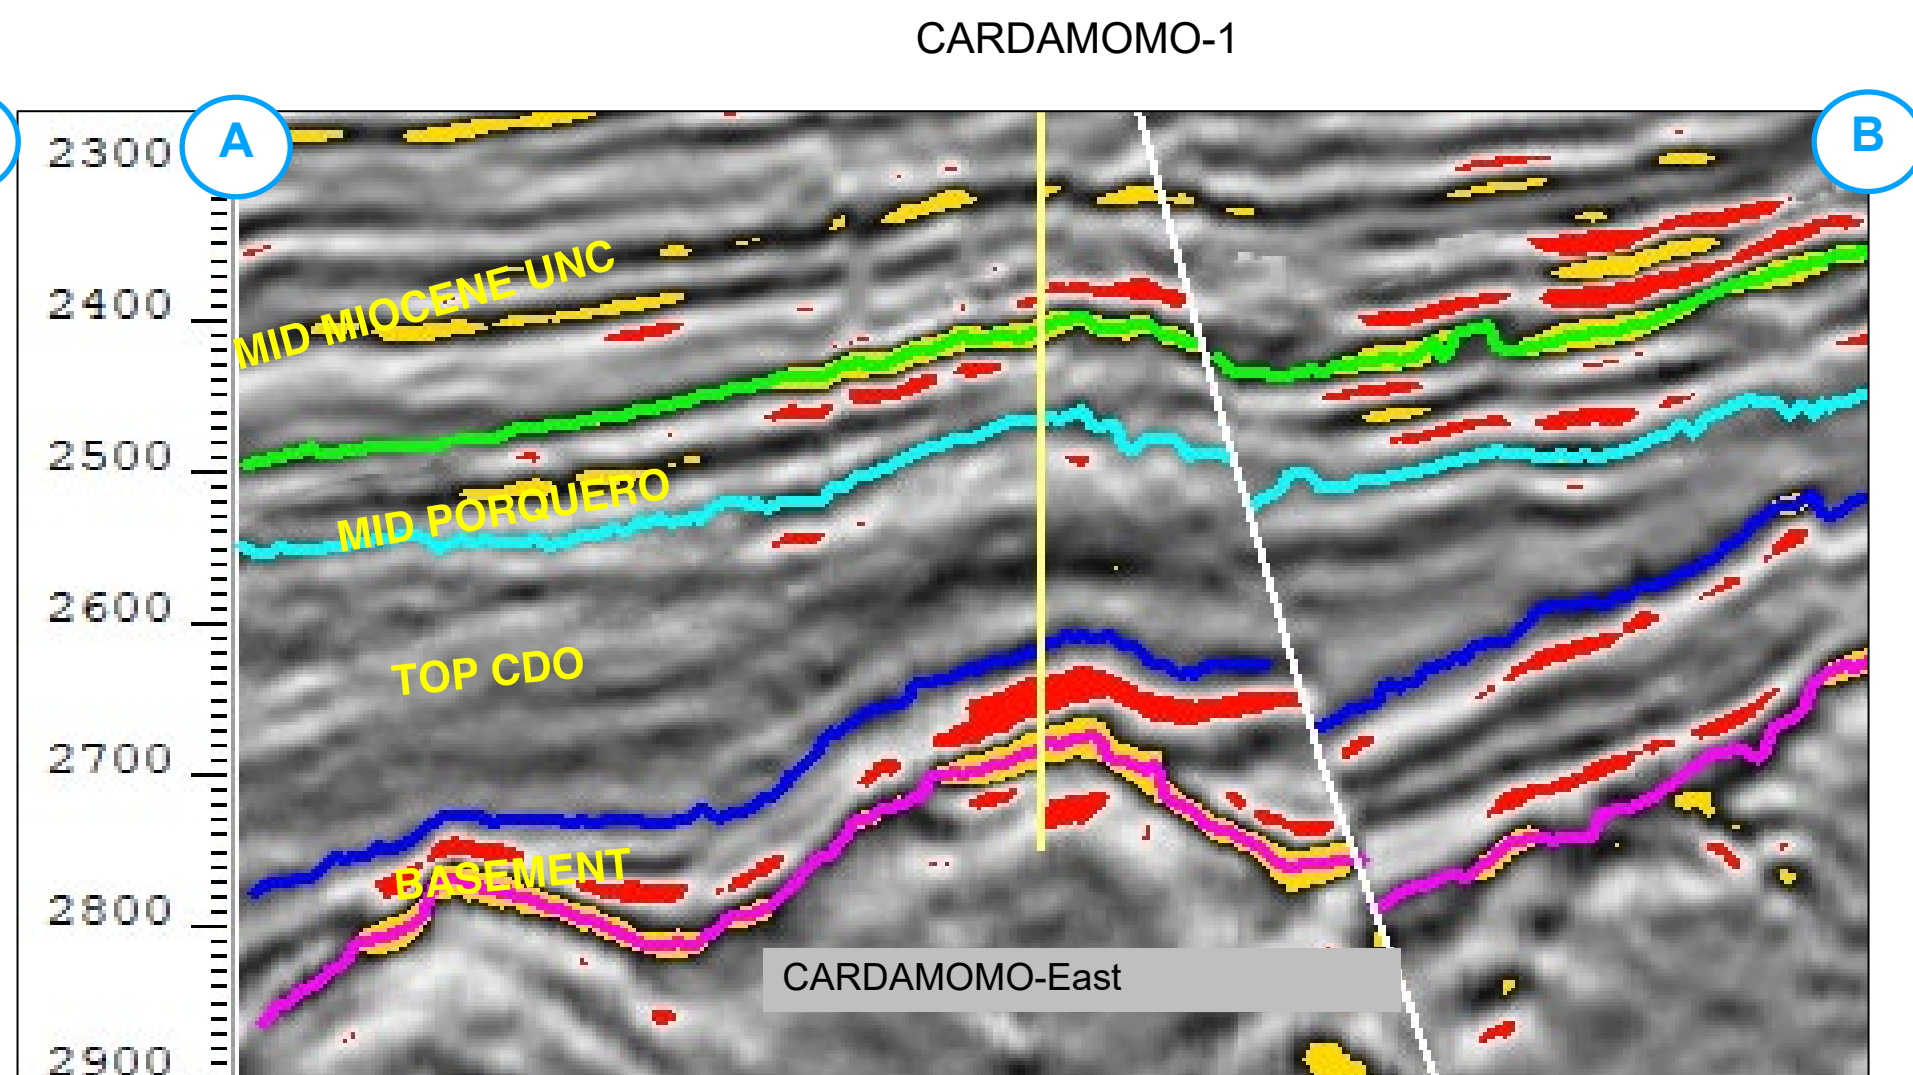 CARDAMOMO-1
A
B
2300
MID MIOCENE UNC
2400
2500
MID PORQUERO
2600
TOP CDO
2700
BASEMENT
2800
CARDAMOMO-East
2900